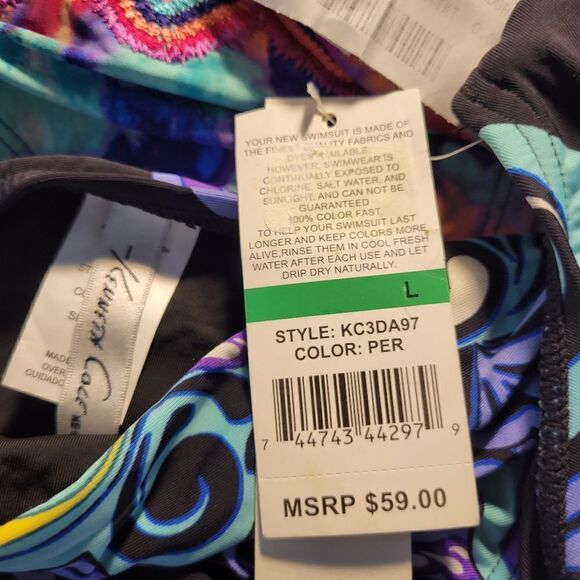 YOUR NEW SWIMSUIT IS MADE OF
THE FINEST QUALITY FABRICS AND
DYES AVAILABLE.
HOWEVER, SWIMWEAR IS
CONTINUALLY EXPOSED TO
CHLORINE, SALT WATER, AND
SUNLIGHT, AND CAN NOT BE
GUARANTEED
100% COLOR FAST.
TO HELP YOUR SWIMSUIT LAST
LONGER AND KEEP COLORS MORE
ALIVE,RINSE THEM IN COOL FRESH
WATER AFTER EACH USE AND LET
DRIP DRY NATURALLY.
L
STYLE: KC3DA97
COLOR: PER
7 44743 44297 9
MSRP $59.00
Kenneth Cole
MADE
OVER
CUIDADO